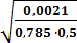 √(0,0021 / 0,785 · 0,5)